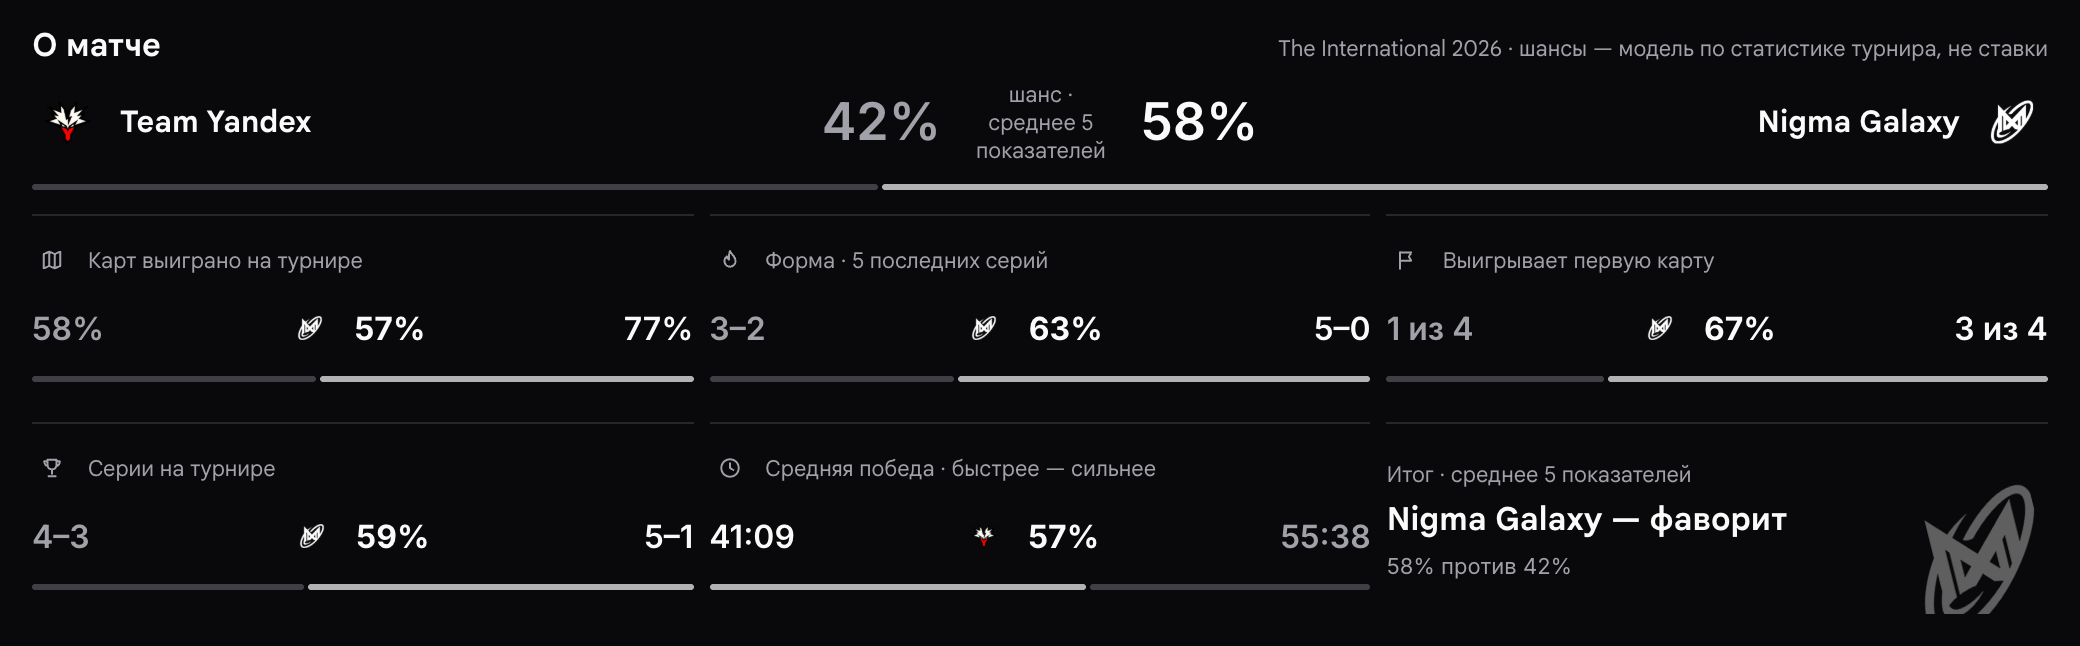 О матче
The International 2026 · шансы — модель по статистике турнира, не ставки
Team Yandex
42%
шанс ·
среднее 5
показателей
58%
Nigma Galaxy
Карт выиграно на турнире
58%
57%
77%
Форма · 5 последних серий
3–2
63%
5–0
Выигрывает первую карту
1 из 4
67%
3 из 4
Серии на турнире
4–3
59%
5–1
Средняя победа · быстрее — сильнее
41:09
57%
55:38
Итог · среднее 5 показателей
Nigma Galaxy — фаворит
58% против 42%